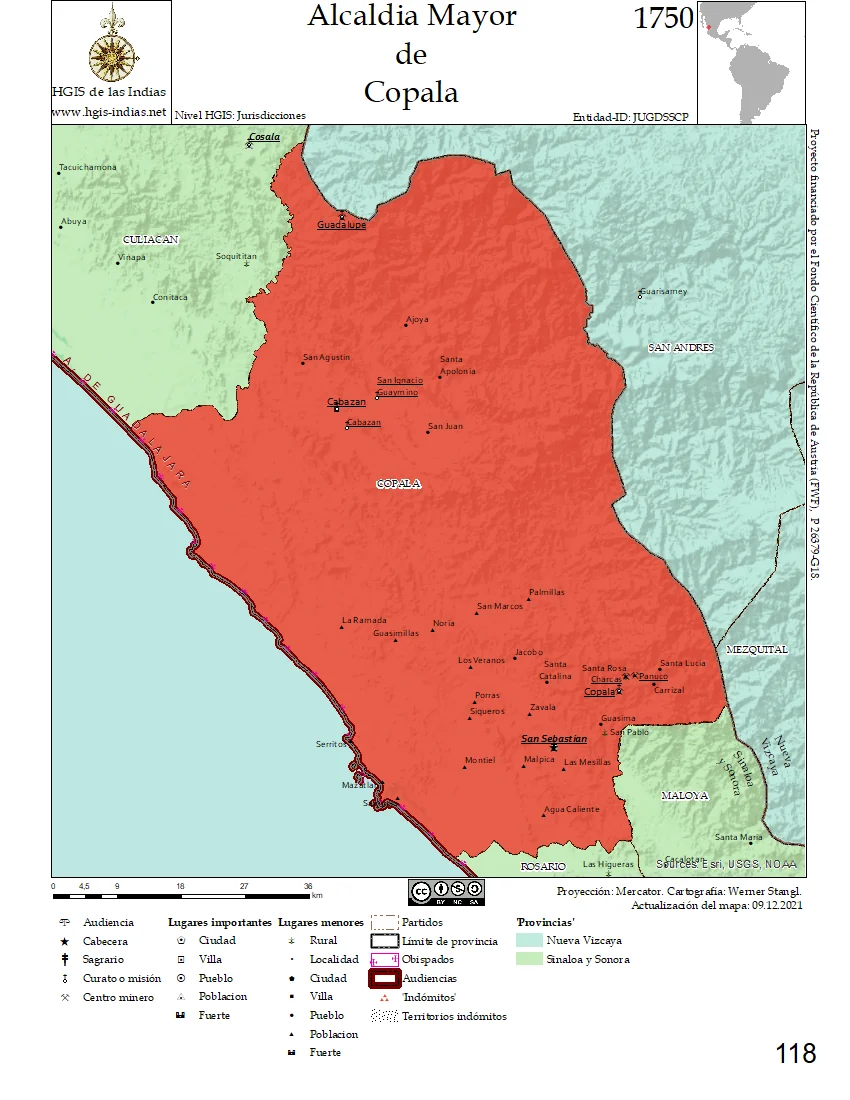 Alcaldia Mayor
de
Copala
1750
HGIS de las Indias
www.hgis-indias.net
Nivel HGIS: Jurisdicciones
Entidad-ID: JUGDSSCP
Cosala
Tacuichamona
Abuya
CULIACAN
Vinapa
Soquititan
Conitaca
Guadalupe
Guarisamey
SAN ANDRES
Ajoya
San Agustin
Santa
Apolonia
San Ignacio
Guaymino
Cabazan
Cabazan
San Juan
A. DE GUADALAJARA
COPALA
Palmillas
San Marcos
La Ramada
Noria
Guasimillas
MEZQUITAL
Jacobo
Los Veranos
Santa
Catalina
Santa Rosa
Santa Lucia
Charcas
Panuco
Copala
Carrizal
Porras
Siqueros
Zavala
Guasima
San Pablo
San Sebastian
Serritos
Montiel
Malpica
Las Mesillas
Nueva
Vizcaya
Sinaloa
y Sonora
MALOYA
Agua Caliente
Santa Maria
ROSARIO
Las Higueras
Cacalotan
Sources: Esri, USGS, NOAA
Proyecto financiado por el Fondo Científico de la República de Austria (FWF), P 26379-G18.
0 4,5 9 18 27 36
km
CC BY NC SA
Proyección: Mercator. Cartografía: Werner Stangl.
Actualización del mapa: 09.12.2021
Audiencia
Cabecera
Sagrario
Curato o misión
Centro minero
Lugares importantes
Ciudad
Villa
Pueblo
Poblacion
Fuerte
Lugares menores
Rural
Localidad
Ciudad
Villa
Pueblo
Poblacion
Fuerte
Partidos
Límite de provincia
Obispados
Audiencias
'Indómitos'
Territorios indómitos
'Provincias'
Nueva Vizcaya
Sinaloa y Sonora
118